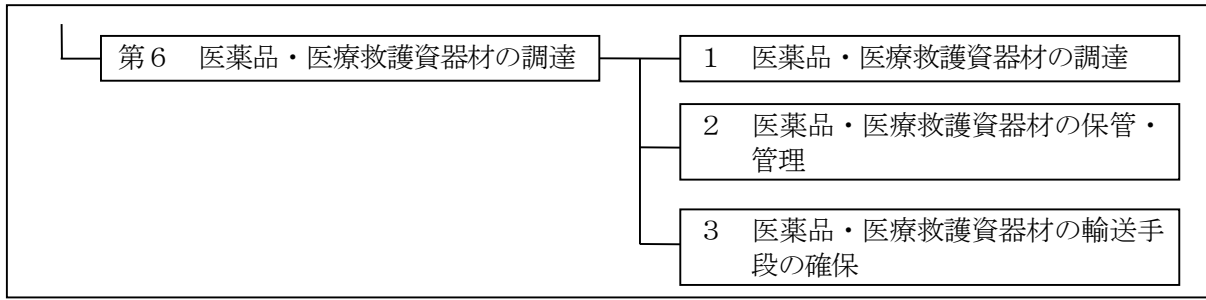 第６　医薬品・医療救護資器材の調達
１　医薬品・医療救護資器材の調達
２　医薬品・医療救護資器材の保管・
管理
３　医薬品・医療救護資器材の輸送手
段の確保